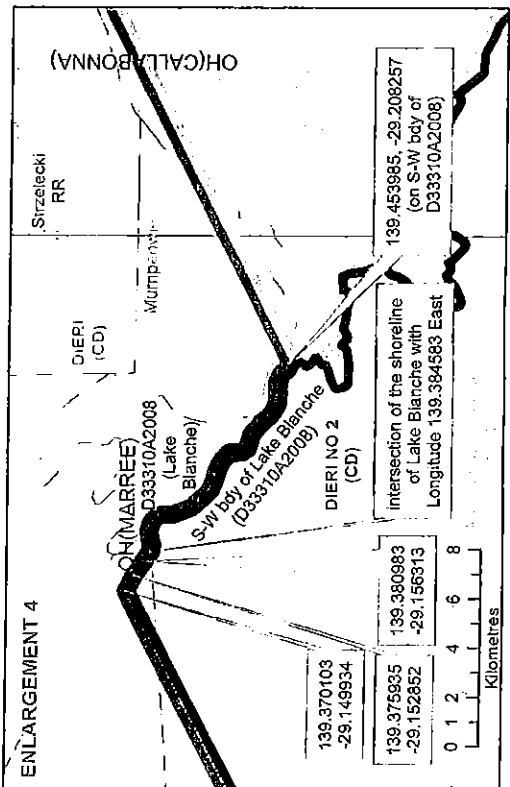 ENLARGEMENT 4
Strzelecki
RR
OH(CALLABONNA)
DIERI
(CD)
OH(MARREE)
D33310A2008
(Lake
Blanche)
S-W bdy of Lake Blanche
(D33310A2008)
DIERI NO 2
(CD)
139.370103
-29.149934
139.375935
-29.152852
139.380983
-29.156313
intersection of the shoreline
of Lake Blanche with
Longitude 139.384583 East
139.453985, -29.208257
(on S-W bdy of
D33310A2008)
0 1 2 4 6 8
Kilometres